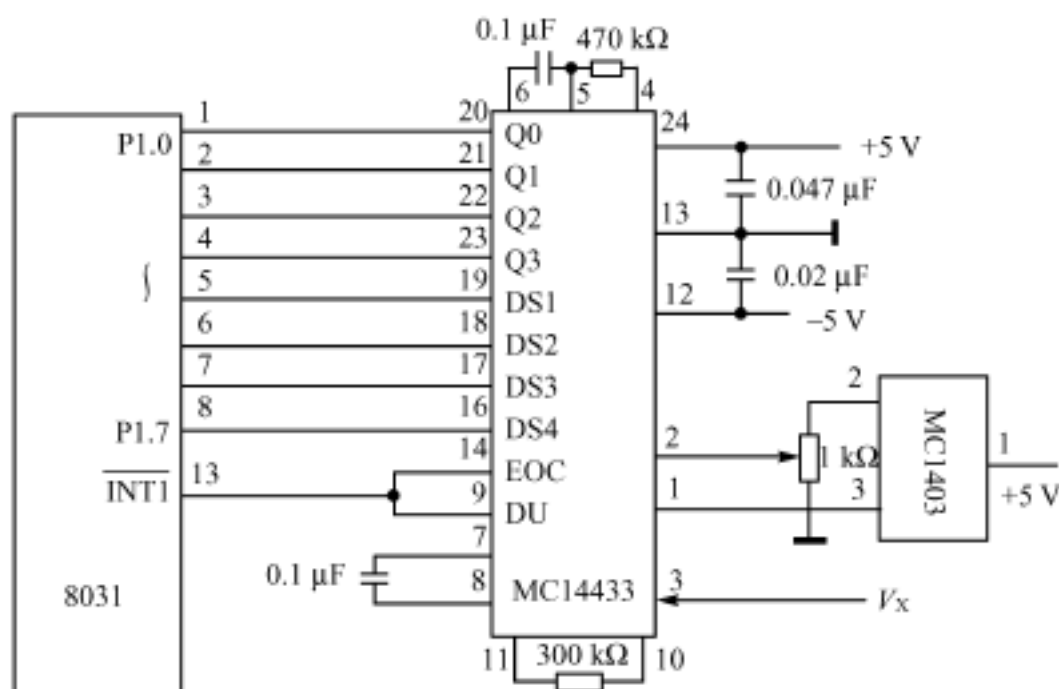 0.1 μF
470 kΩ
6
5
4
1
20
24
P1.0
Q0
+5 V
2
21
Q1
0.047 μF
3
22
Q2
13
4
23
Q3
0.02 μF
5
19
DS1
12
–5 V
6
18
DS2
7
17
DS3
2
8
16
P1.7
DS4
2
MC1403
1
14
1 kΩ
INT1
13
EOC
1
3
+5 V
9
DU
7
0.1 μF
8
MC14433
3
VX
8031
11
300 kΩ
10